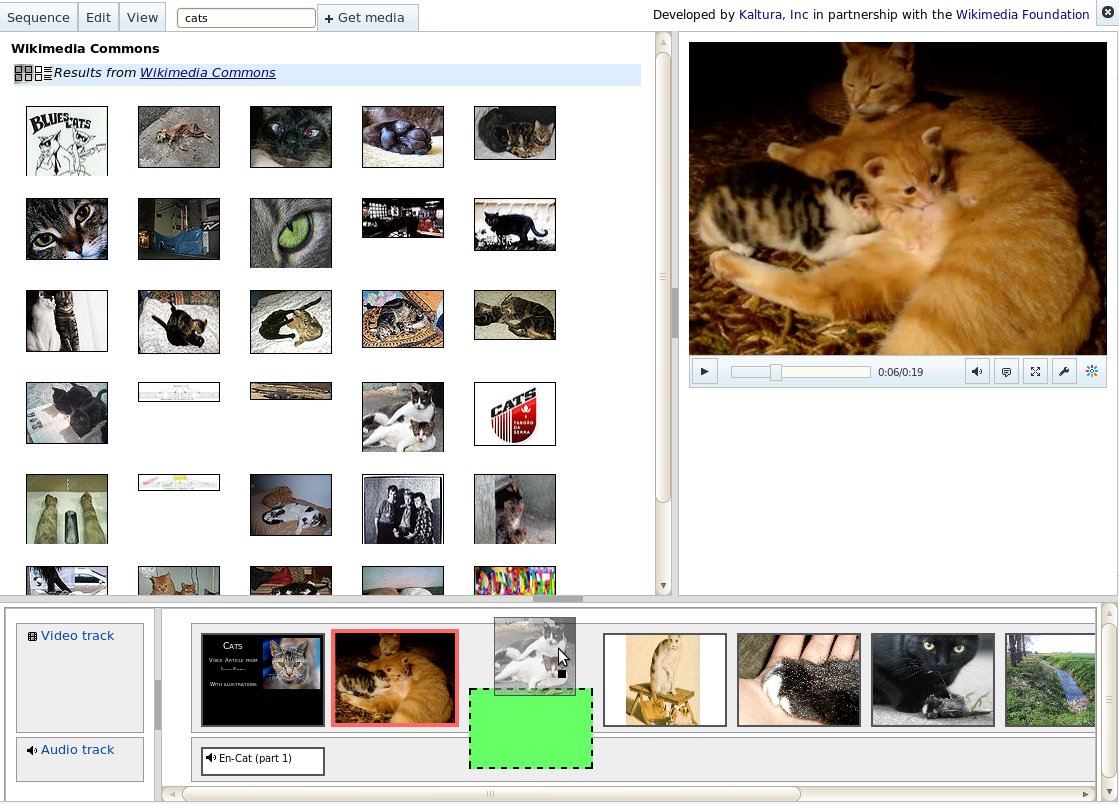 Sequence
Edit
View
cats
Get media
Developed by Kaltura, Inc in partnership with the Wikimedia Foundation
Wikimedia Commons
Results from Wikimedia Commons
BLUES CATS
CATS
TABOÃO
DA
SERRA
0:06/0:19
Video track
Cats
Voice Article from
With illustrations
Audio track
En-Cat (part 1)